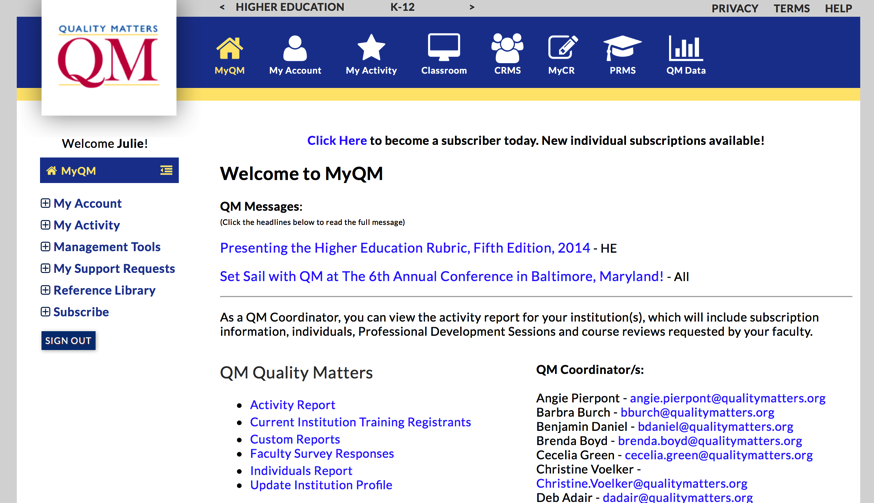 < HIGHER EDUCATION K-12 >
PRIVACY TERMS HELP
QUALITY MATTERS
QM
MyQM My Account My Activity Classroom CRMS MyCR PRMS QM Data
Welcome Julie!
MyQM
My Account
My Activity
Management Tools
My Support Requests
Reference Library
Subscribe
SIGN OUT
Click Here to become a subscriber today. New individual subscriptions available!
Welcome to MyQM
QM Messages:
(Click the headlines below to read the full message)
Presenting the Higher Education Rubric, Fifth Edition, 2014 - HE
Set Sail with QM at The 6th Annual Conference in Baltimore, Maryland! - All
As a QM Coordinator, you can view the activity report for your institution(s), which will include subscription
information, individuals, Professional Development Sessions and course reviews requested by your faculty.
QM Quality Matters
• Activity Report
• Current Institution Training Registrants
• Custom Reports
• Faculty Survey Responses
• Individuals Report
• Update Institution Profile
QM Coordinator/s:
Angie Pierpont - angie.pierpont@qualitymatters.org
Barbra Burch - bburch@qualitymatters.org
Benjamin Daniel - bdaniel@qualitymatters.org
Brenda Boyd - brenda.boyd@qualitymatters.org
Cecelia Green - cecelia.green@qualitymatters.org
Christine Voelker -
Christine.Voelker@qualitymatters.org
Deb Adair - dadair@qualitymatters.org